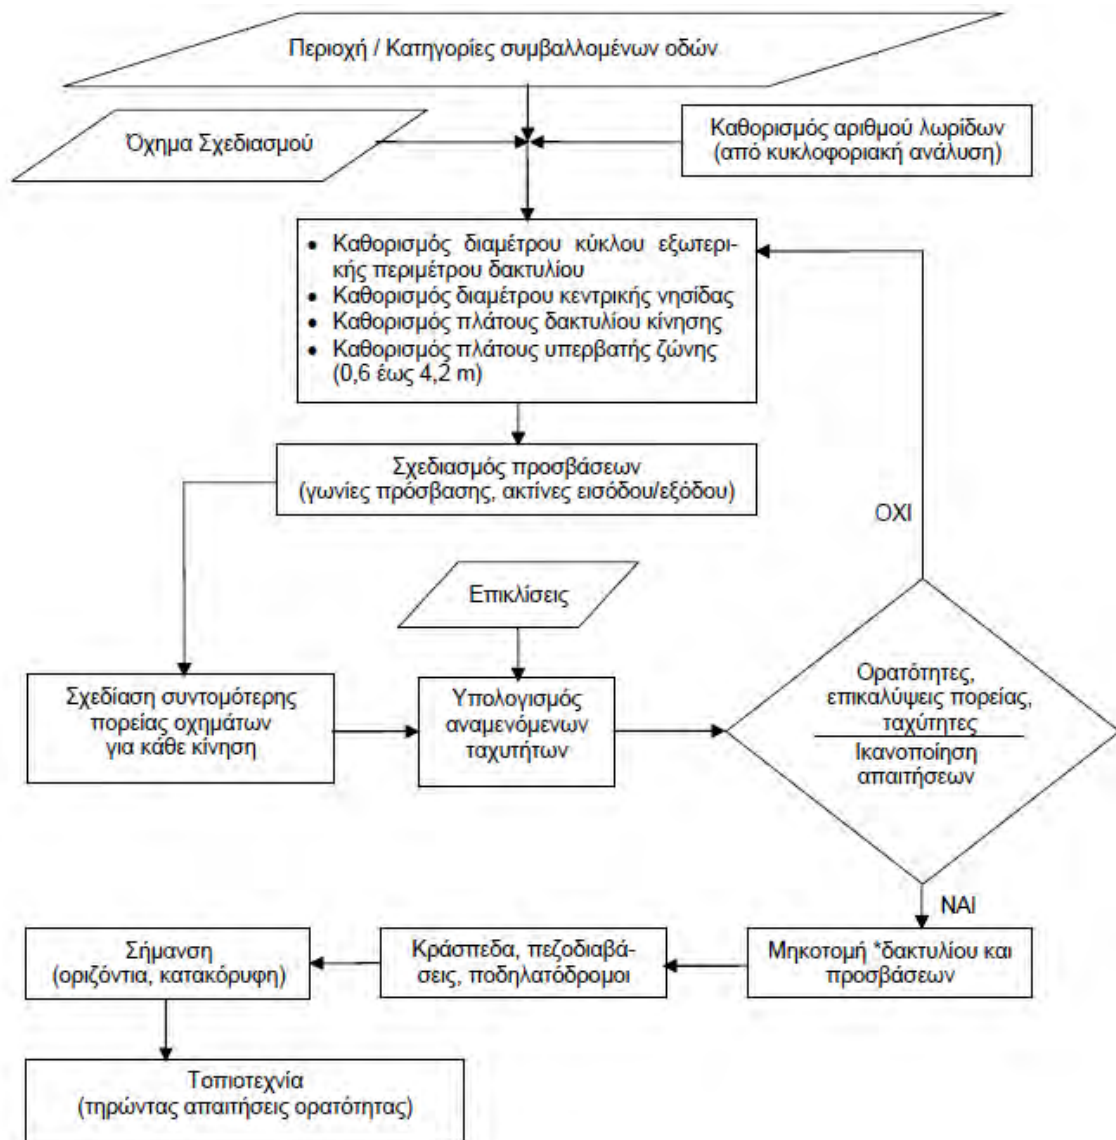 Περιοχή / Κατηγορίες συμβαλλομένων οδών
Όχημα Σχεδιασμού
Καθορισμός αριθμού λωρίδων
(από κυκλοφοριακή ανάλυση)
• Καθορισμός διαμέτρου κύκλου εξωτερι-
κής περιμέτρου δακτυλίου
• Καθορισμός διαμέτρου κεντρικής νησίδας
• Καθορισμός πλάτους δακτυλίου κίνησης
• Καθορισμός πλάτους υπερβατής ζώνης
(0,6 έως 4,2 m)
Σχεδιασμός προσβάσεων
(γωνίες πρόσβασης, ακτίνες εισόδου/εξόδου)
ΟΧΙ
Επικλίσεις
Σχεδίαση συντομότερης
πορείας οχημάτων
για κάθε κίνηση
Υπολογισμός
αναμενόμενων
ταχυτήτων
Ορατότητες,
επικαλύψεις πορείας,
ταχύτητες
Ικανοποίηση
απαιτήσεων
ΝΑΙ
Μηκοτομή *δακτυλίου και
προσβάσεων
Κράσπεδα, πεζοδιαβά-
σεις, ποδηλατόδρομοι
Σήμανση
(οριζόντια, κατακόρυφη)
Τοπιοτεχνία
(τηρώντας απαιτήσεις ορατότητας)